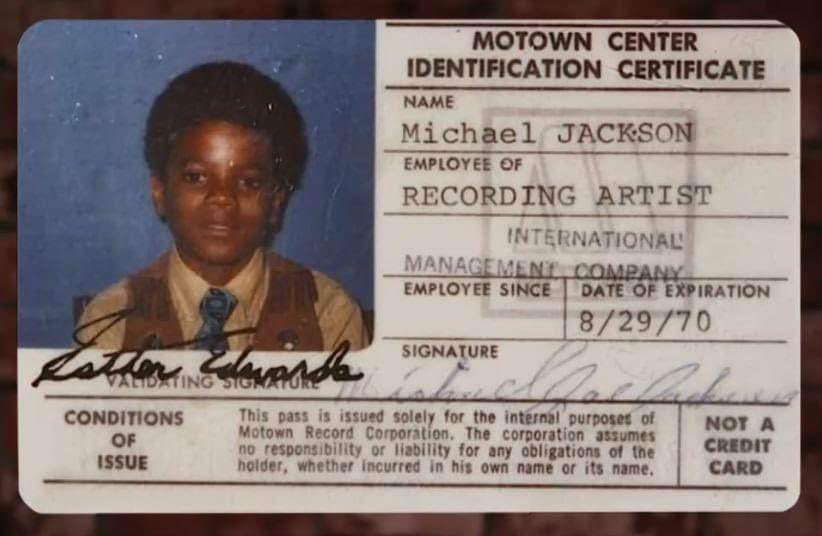 MOTOWN CENTER
IDENTIFICATION CERTIFICATE
NAME
Michael JACKSON
EMPLOYEE OF
RECORDING ARTIST
INTERNATIONAL
MANAGEMENT COMPANY
EMPLOYEE SINCE
DATE OF EXPIRATION
8/29/70
SIGNATURE
Michael Joe Jackson
Esther Edwards
VALIDATING SIGNATURE
CONDITIONS
OF
ISSUE
This pass is issued solely for the internal purposes of
Motown Record Corporation. The corporation assumes
no responsibility or liability for any obligations of the
holder, whether incurred in his own name or its name.
NOT A
CREDIT
CARD